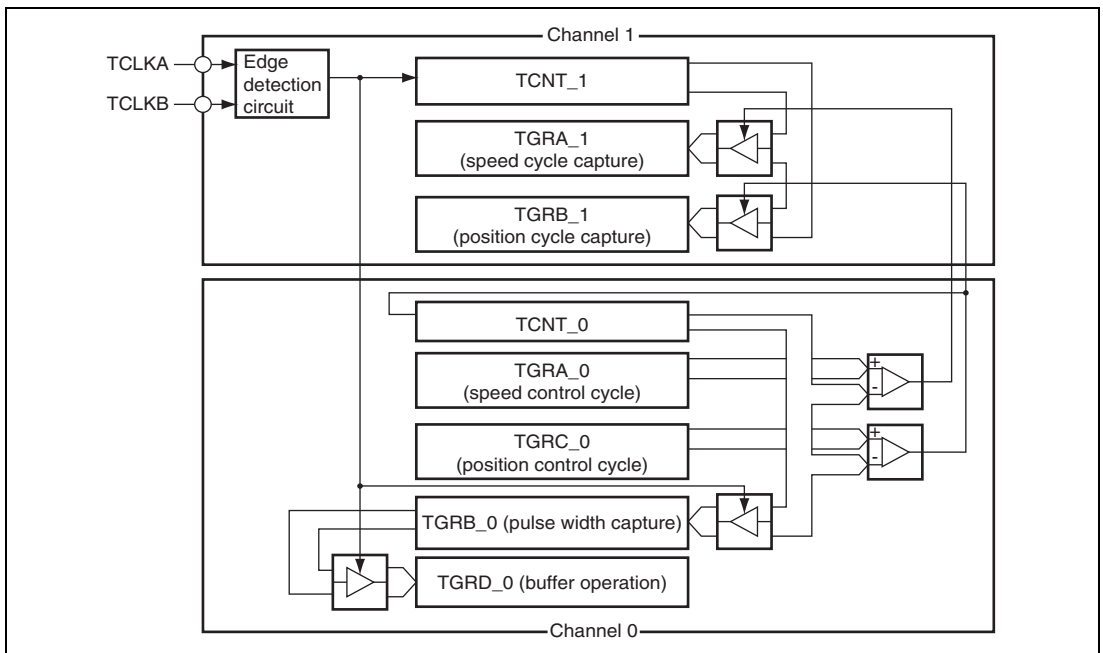 Channel 1
TCLKA
TCLKB
Edge
detection
circuit
TCNT_1
TGRA_1
(speed cycle capture)
TGRB_1
(position cycle capture)
TCNT_0
TGRA_0
(speed control cycle)
+
-
TGRC_0
(position control cycle)
+
-
TGRB_0 (pulse width capture)
TGRD_0 (buffer operation)
Channel 0